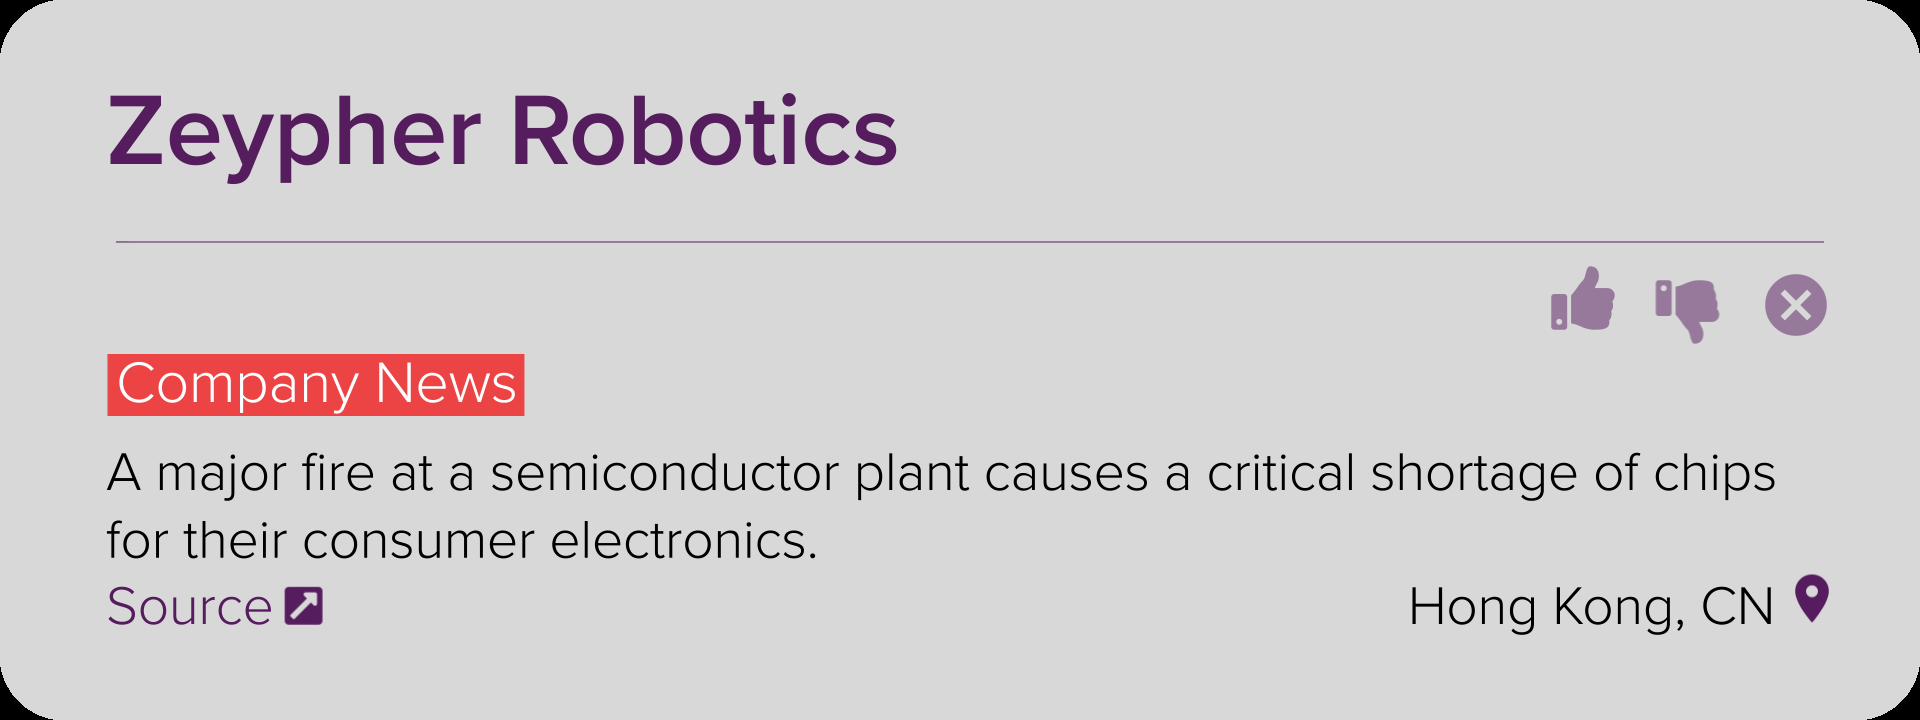 Zeypher Robotics
Company News
A major fire at a semiconductor plant causes a critical shortage of chips
for their consumer electronics.
Source
Hong Kong, CN